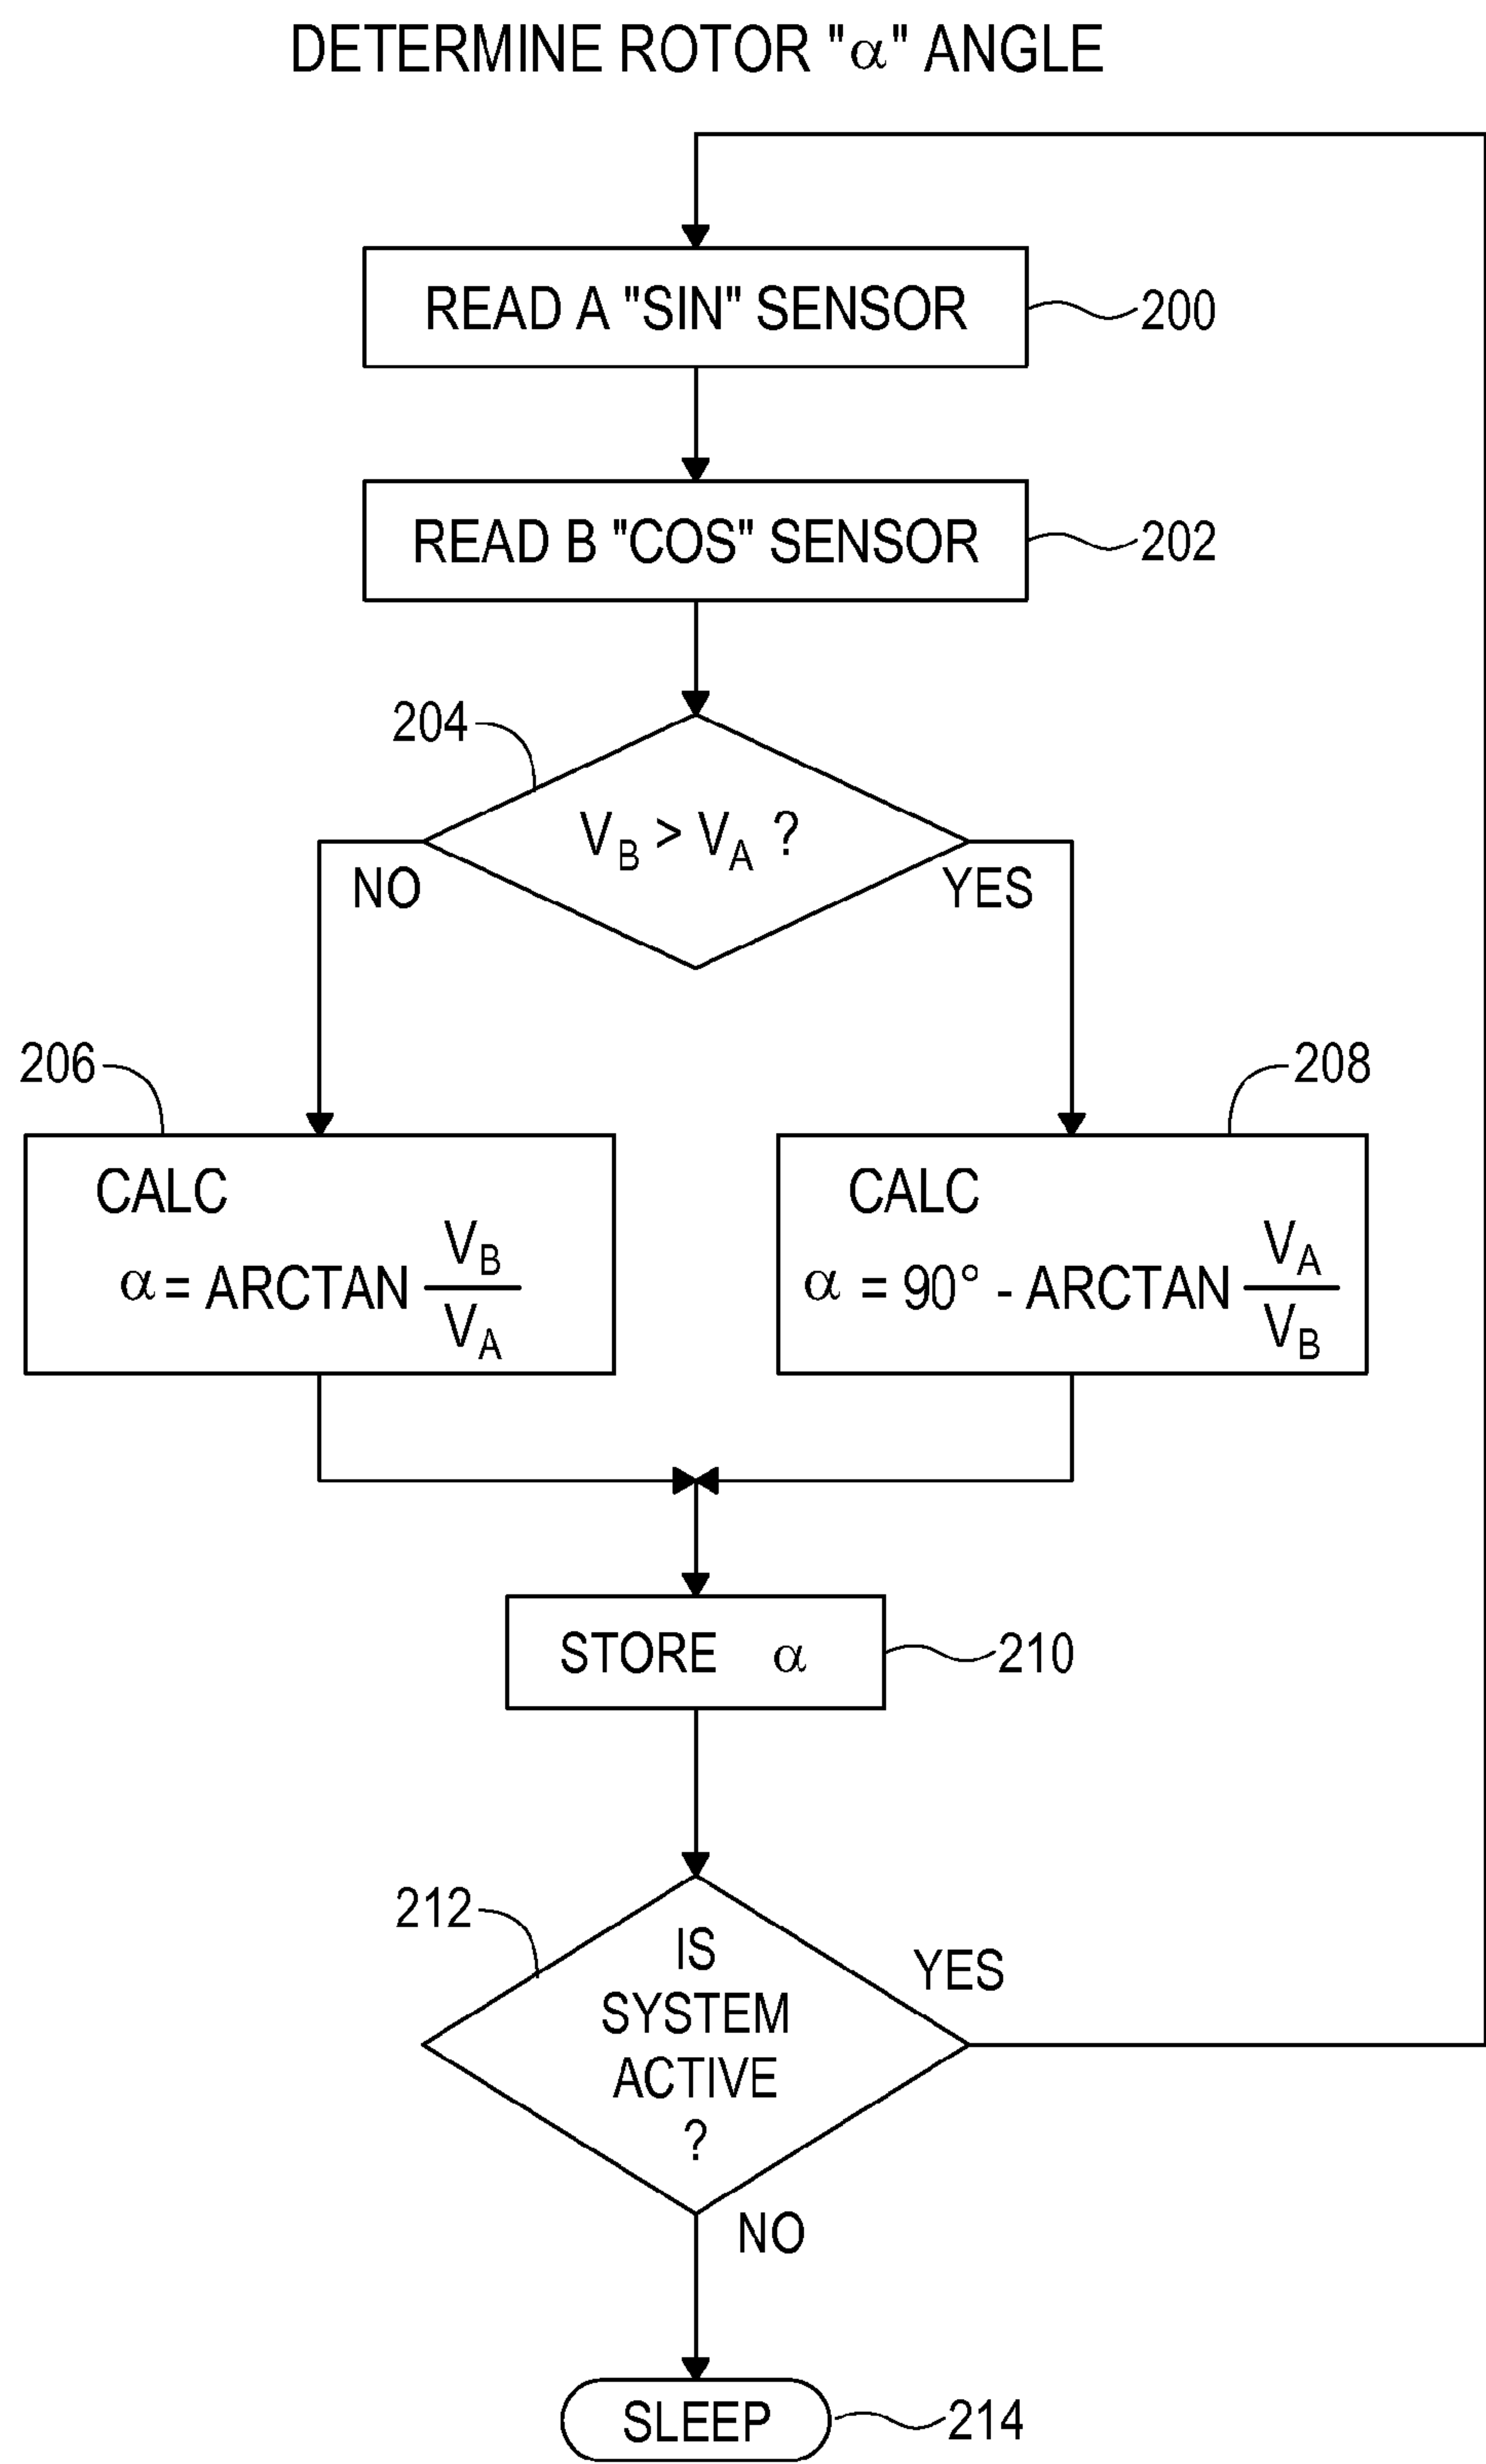 DETERMINE ROTOR "α" ANGLE
READ A "SIN" SENSOR
200
READ B "COS" SENSOR
202
204
V_B > V_A ?
NO
YES
206
208
CALC
α = ARCTAN V_B / V_A
CALC
α = 90° - ARCTAN V_A / V_B
STORE α
210
212
IS
SYSTEM
ACTIVE
?
YES
NO
SLEEP
214